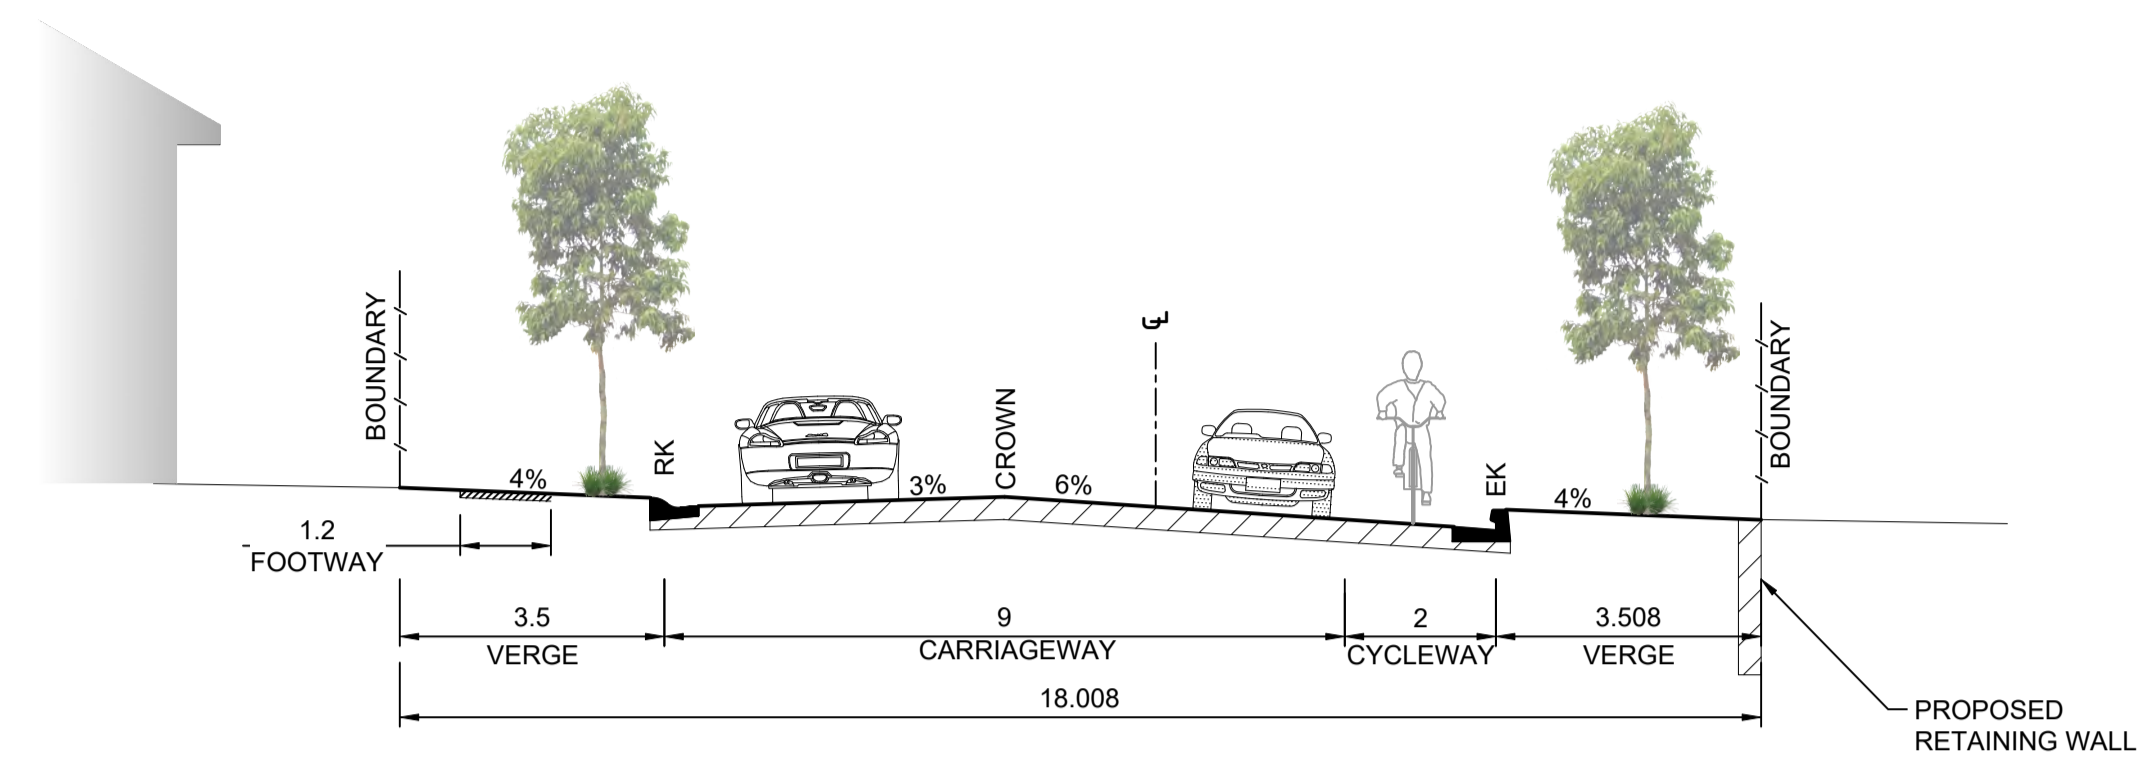 BOUNDARY
4%
RK
3%
CROWN
6%
EK
4%
BOUNDARY
1.2
FOOTWAY
3.5
VERGE
9
CARRIAGEWAY
2
CYCLEWAY
3.508
VERGE
18.008
PROPOSED
RETAINING WALL